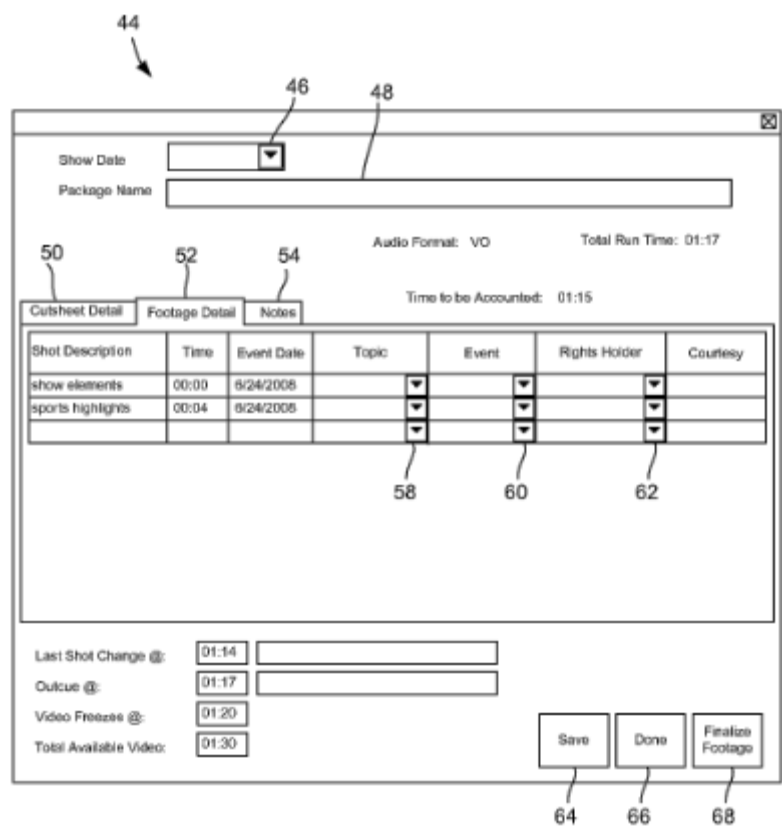 44
46
48
Show Date
Package Name
Audio Format: VO Total Run Time: 01:17
50 52 54
Time to be Accounted: 01:15
Cutsheet Detail Footage Detail Notes
Shot Description Time Event Date Topic Event Rights Holder Courtesy
show elements 00:00 6/24/2008
sports highlights 00:04 6/24/2008
58 60 62
Last Shot Change @: 01:14
Outcue @: 01:17
Video Freezes @: 01:20
Total Available Video: 01:30
Save Done Finalize Footage
64 66 68